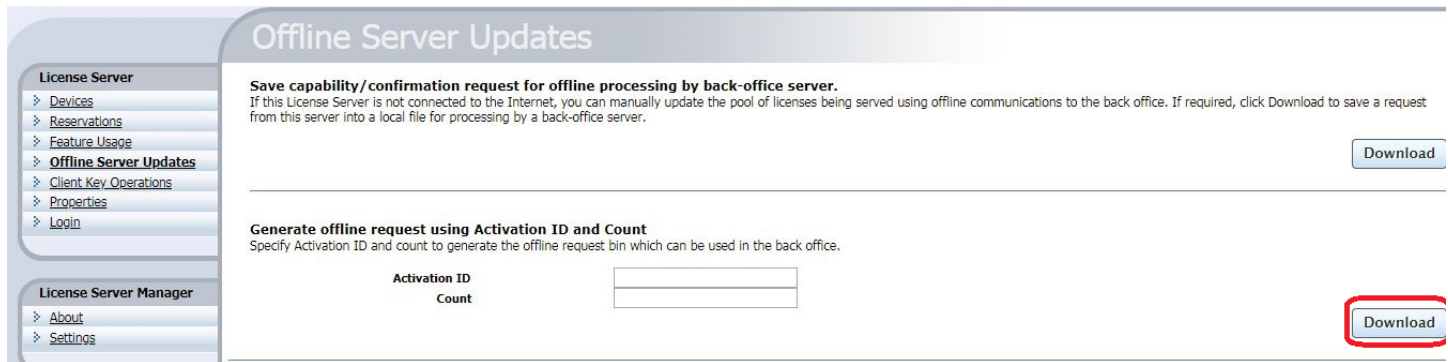 Offline Server Updates
License Server
Devices
Reservations
Feature Usage
Offline Server Updates
Client Key Operations
Properties
Login
License Server Manager
About
Settings
Save capability/confirmation request for offline processing by back-office server.
If this License Server is not connected to the Internet, you can manually update the pool of licenses being served using offline communications to the back office. If required, click Download to save a request
from this server into a local file for processing by a back-office server.
Download
Generate offline request using Activation ID and Count
Specify Activation ID and count to generate the offline request bin which can be used in the back office.
Activation ID
Count
Download